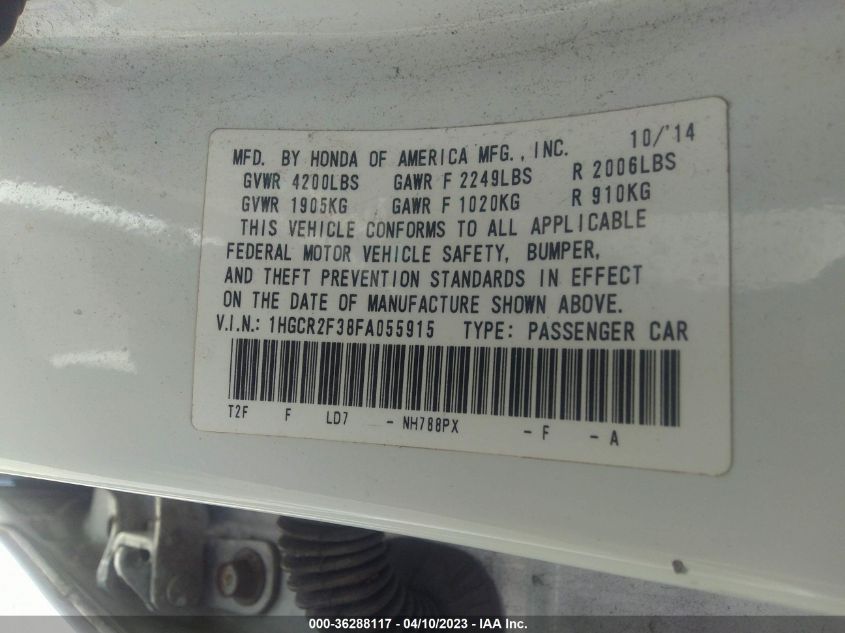 MFD. BY HONDA OF AMERICA MFG., INC. 10/'14
GVWR 4200LBS GAWR F 2249LBS R 2006LBS
GVWR 1905KG GAWR F 1020KG R 910KG
THIS VEHICLE CONFORMS TO ALL APPLICABLE
FEDERAL MOTOR VEHICLE SAFETY, BUMPER,
AND THEFT PREVENTION STANDARDS IN EFFECT
ON THE DATE OF MANUFACTURE SHOWN ABOVE.
V.I.N.: 1HGCR2F38FA055915 TYPE: PASSENGER CAR
T2F F LD7 - NH788PX - F - A
000-36288117 - 04/10/2023 - IAA Inc.